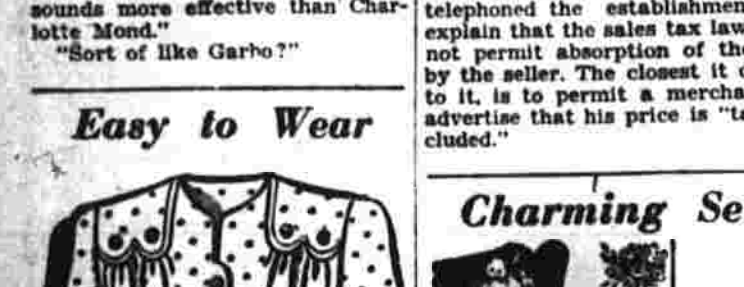 sounds more effective than Char-
lotte Mond."
"Sort of like Garbo?"
Easy to Wear
telephoned the establishmen
explain that the sales tax law
not permit absorption of the
by the seller. The closest it
to it, is to permit a mercha
advertise that his price is "ta
cluded."
Charming Se